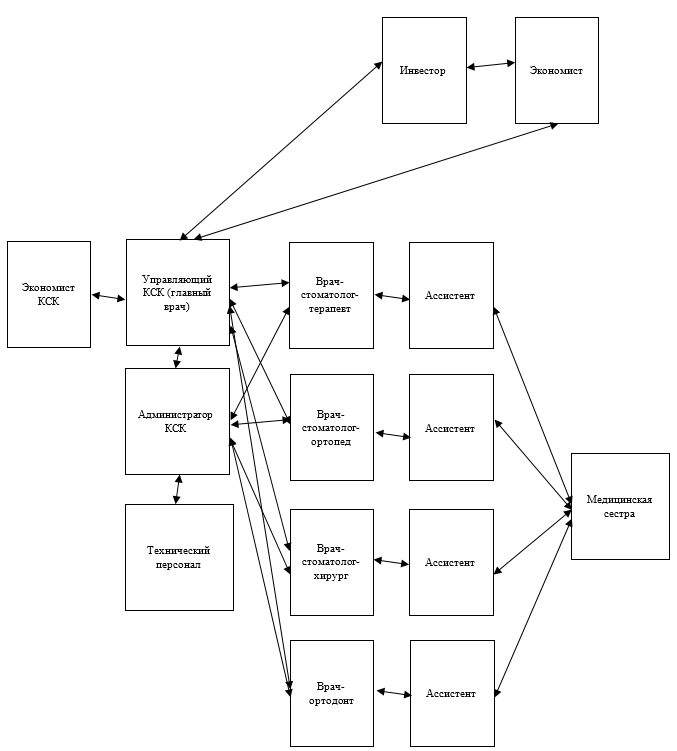 Инвестор
Экономист
Экономист
КСК
Управляющий
КСК (главный
врач)
Врач-
стоматолог-
терапевт
Ассистент
Администратор
КСК
Врач-
стоматолог-
ортопед
Ассистент
Медицинская
сестра
Технический
персонал
Врач-
стоматолог-
хирург
Ассистент
Врач-
ортодонт
Ассистент